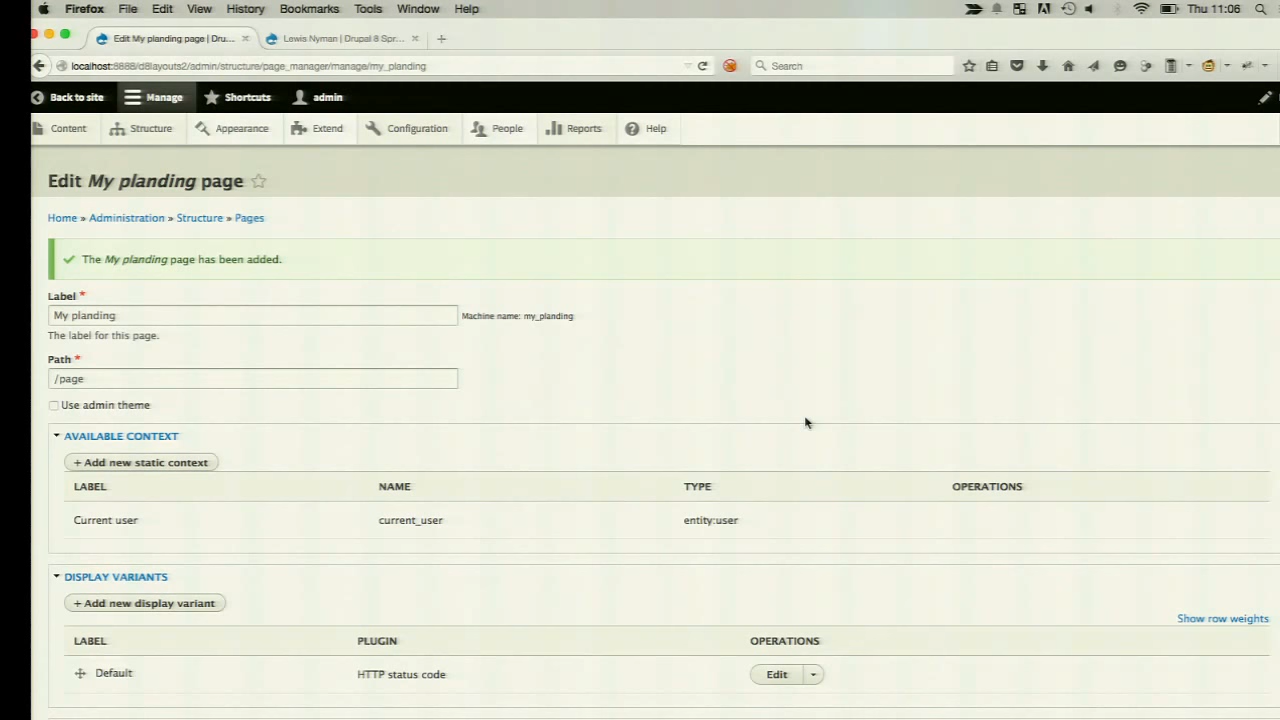 Firefox File Edit View History Bookmarks Tools Window Help Thu 11:06
Edit My planding page | Dru... Lewis Nyman | Drupal 8 Spr...
localhost:8888/d8layouts2/admin/structure/page_manager/manage/my_planding Search
Back to site Manage Shortcuts admin
Content Structure Appearance Extend Configuration People Reports Help
Edit My planding page
Home » Administration » Structure » Pages
The My planding page has been added.
Label *
My planding Machine name: my_planding
The label for this page.
Path *
/page
Use admin theme
AVAILABLE CONTEXT
+ Add new static context
LABEL NAME TYPE OPERATIONS
Current user current_user entity:user
DISPLAY VARIANTS
+ Add new display variant
Show row weights
LABEL PLUGIN OPERATIONS
Default HTTP status code Edit